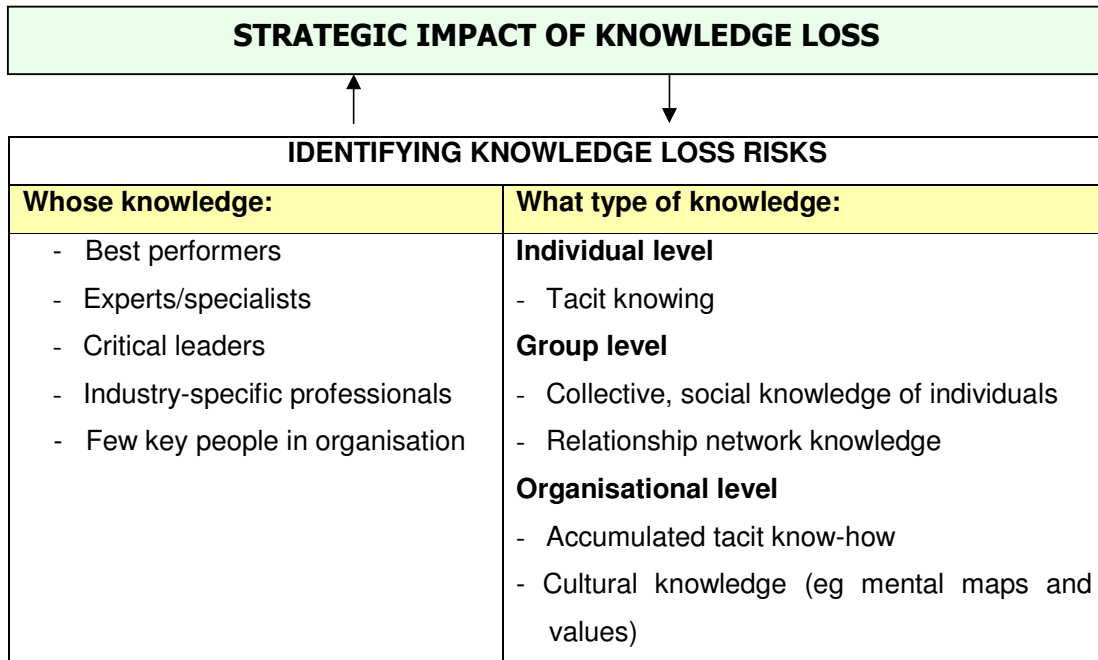 STRATEGIC IMPACT OF KNOWLEDGE LOSS
IDENTIFYING KNOWLEDGE LOSS RISKS
Whose knowledge:
- Best performers
- Experts/specialists
- Critical leaders
- Industry-specific professionals
- Few key people in organisation
What type of knowledge:
Individual level
- Tacit knowing
Group level
- Collective, social knowledge of individuals
- Relationship network knowledge
Organisational level
- Accumulated tacit know-how
- Cultural knowledge (eg mental maps and
values)